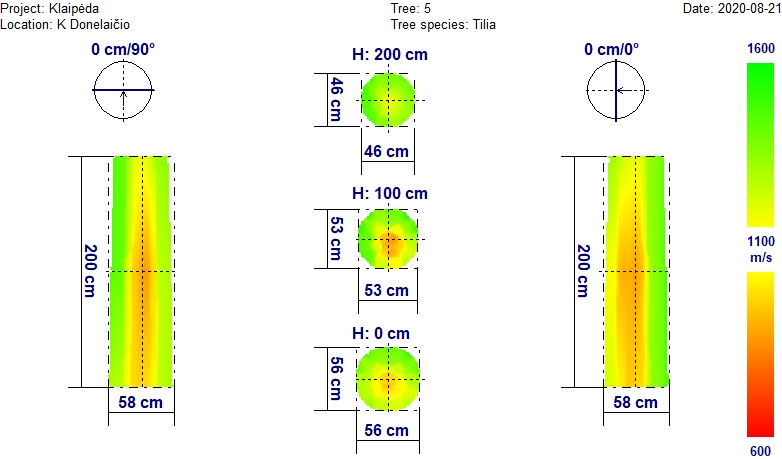 Project: Klaipėda
Tree: 5
Date: 2020-08-21
Location: K Donelaičio
Tree species: Tilia
0 cm/90°
H: 200 cm
0 cm/0°
1600
46 cm
46 cm
H: 100 cm
53 cm
53 cm
200 cm
200 cm
1100
m/s
H: 0 cm
56 cm
56 cm
58 cm
58 cm
600